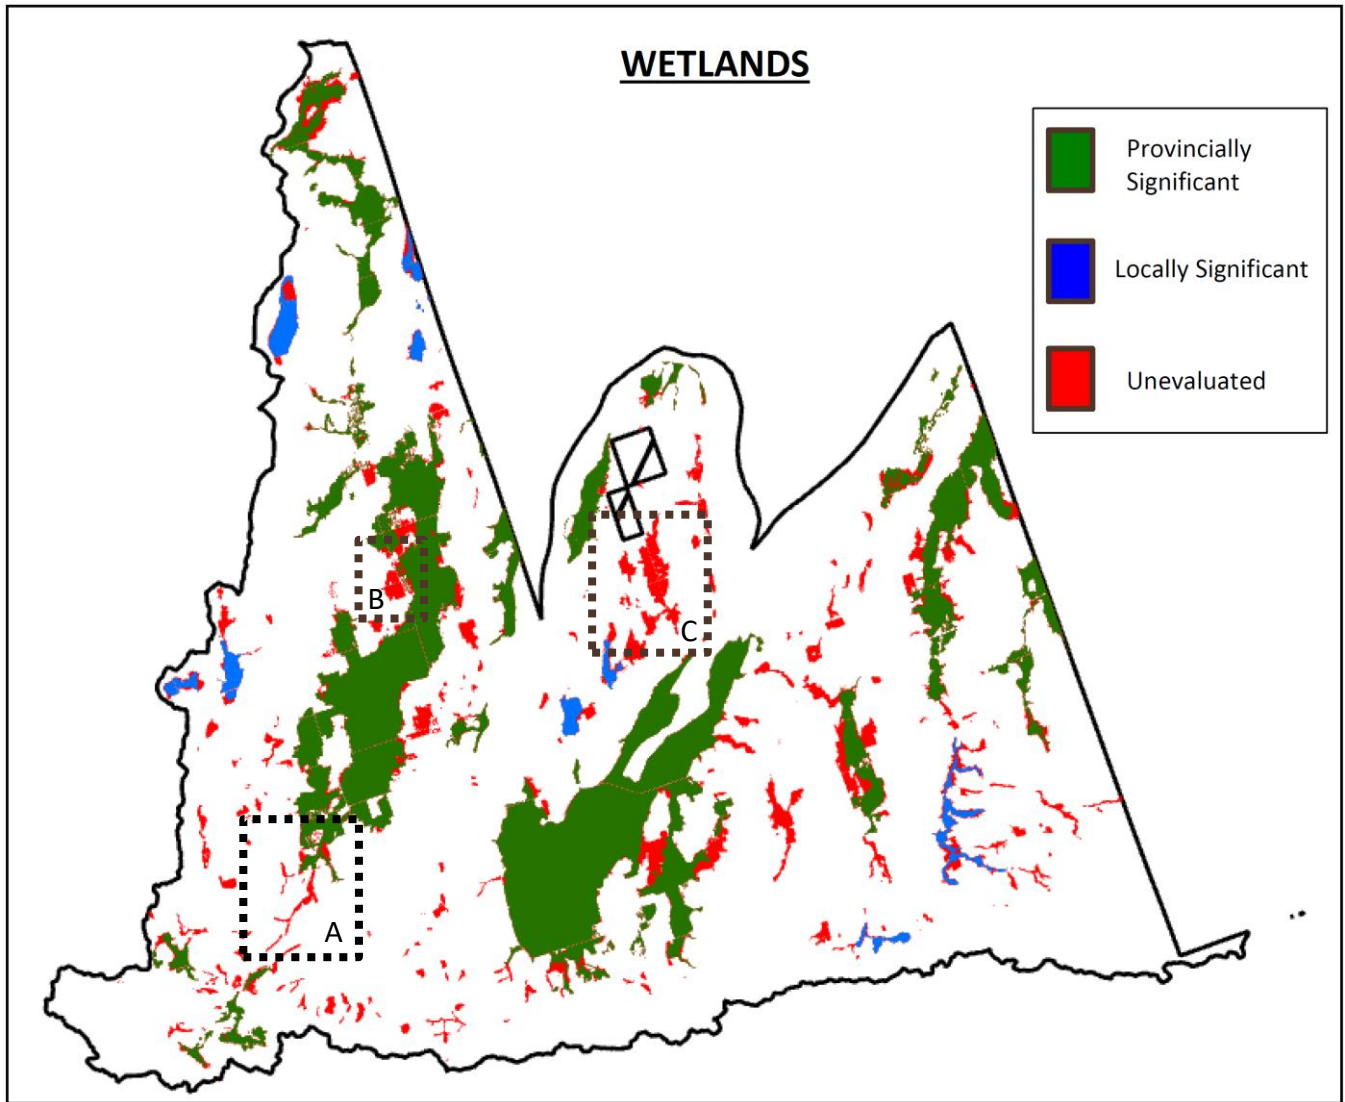 WETLANDS
Provincially
Significant
Locally Significant
Unevaluated
B
C
A